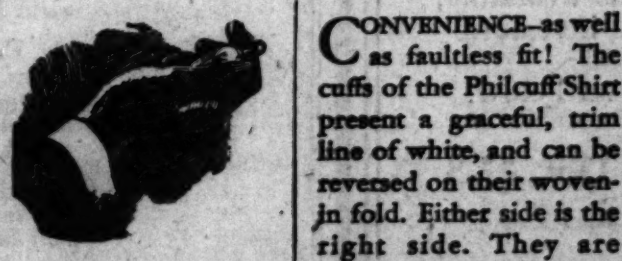 CONVENIENCE–as well
as faultless fit! The
cuffs of the Philcuff Shirt
present a graceful, trim
line of white, and can be
reversed on their woven-
in fold. Either side is the
right side. They are